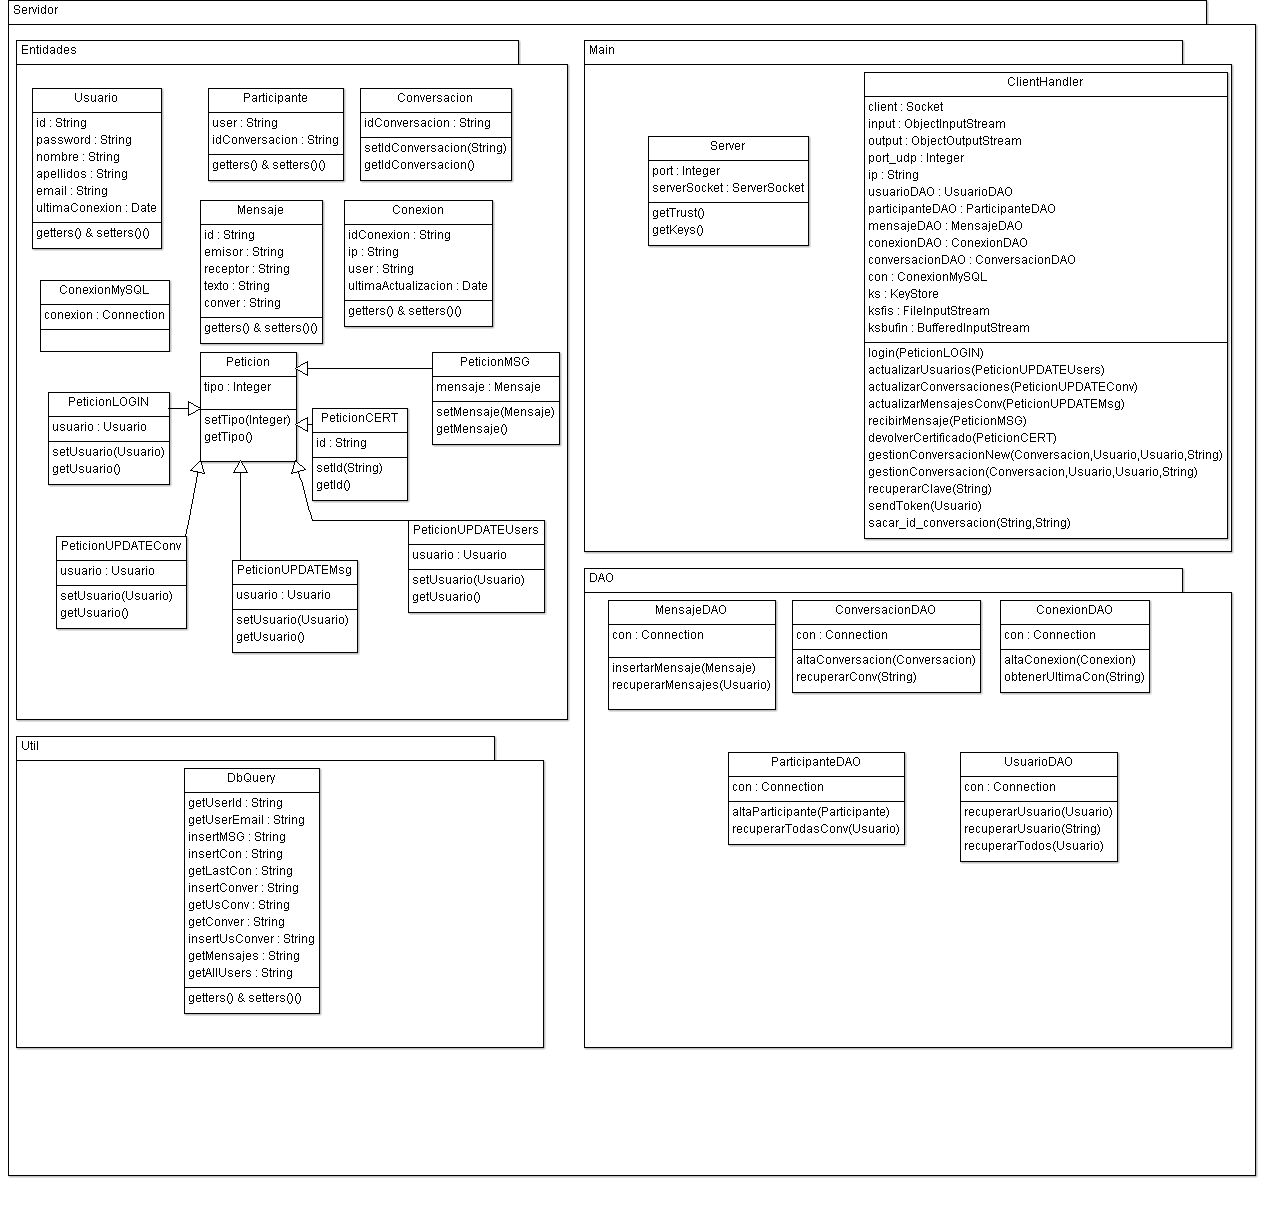 Servidor
Entidades
Usuario
id : String
password : String
nombre : String
apellidos : String
email : String
ultimaConexion : Date
getters() & setters()()
Participante
user : String
idConversacion : String
getters() & setters()()
Conversacion
idConversacion : String
setIdConversacion(String)
getIdConversacion()
Mensaje
id : String
emisor : String
receptor : String
texto : String
conver : String
getters() & setters()()
Conexion
idConexion : String
ip : String
user : String
ultimaActualizacion : Date
getters() & setters()()
ConexionMySQL
conexion : Connection
Peticion
tipo : Integer
setTipo(Integer)
getTipo()
PeticionMSG
mensaje : Mensaje
setMensaje(Mensaje)
getMensaje()
PeticionLOGIN
usuario : Usuario
setUsuario(Usuario)
getUsuario()
PeticionCERT
id : String
setId(String)
getId()
PeticionUPDATEConv
usuario : Usuario
setUsuario(Usuario)
getUsuario()
PeticionUPDATEMsg
usuario : Usuario
setUsuario(Usuario)
getUsuario()
PeticionUPDATEUsers
usuario : Usuario
setUsuario(Usuario)
getUsuario()
Main
Server
port : Integer
serverSocket : ServerSocket
getTrust()
getKeys()
ClientHandler
client : Socket
input : ObjectInputStream
output : ObjectOutputStream
port_udp : Integer
ip : String
usuarioDAO : UsuarioDAO
participanteDAO : ParticipanteDAO
mensajeDAO : MensajeDAO
conexionDAO : ConexionDAO
conversacionDAO : ConversacionDAO
con : ConexionMySQL
ks : KeyStore
ksfis : FileInputStream
ksbufin : BufferedInputStream
login(PeticionLOGIN)
actualizarUsuarios(PeticionUPDATEUsers)
actualizarConversaciones(PeticionUPDATEConv)
actualizarMensajesConv(PeticionUPDATEMsg)
recibirMensaje(PeticionMSG)
devolverCertificado(PeticionCERT)
gestionConversacionNew(Conversacion,Usuario,Usuario,String)
gestionConversacion(Conversacion,Usuario,Usuario,String)
recuperarClave(String)
sendToken(Usuario)
sacar_id_conversacion(String,String)
DAO
MensajeDAO
con : Connection
insertarMensaje(Mensaje)
recuperarMensajes(Usuario)
ConversacionDAO
con : Connection
altaConversacion(Conversacion)
recuperarConv(String)
ConexionDAO
con : Connection
altaConexion(Conexion)
obtenerUltimaCon(String)
ParticipanteDAO
con : Connection
altaParticipante(Participante)
recuperarTodasConv(Usuario)
UsuarioDAO
con : Connection
recuperarUsuario(Usuario)
recuperarUsuario(String)
recuperarTodos(Usuario)
Util
DbQuery
getUserId : String
getUserEmail : String
insertMSG : String
insertCon : String
getLastCon : String
insertConver : String
getUsConv : String
getConver : String
insertUsConver : String
getMensajes : String
getAllUsers : String
getters() & setters()()